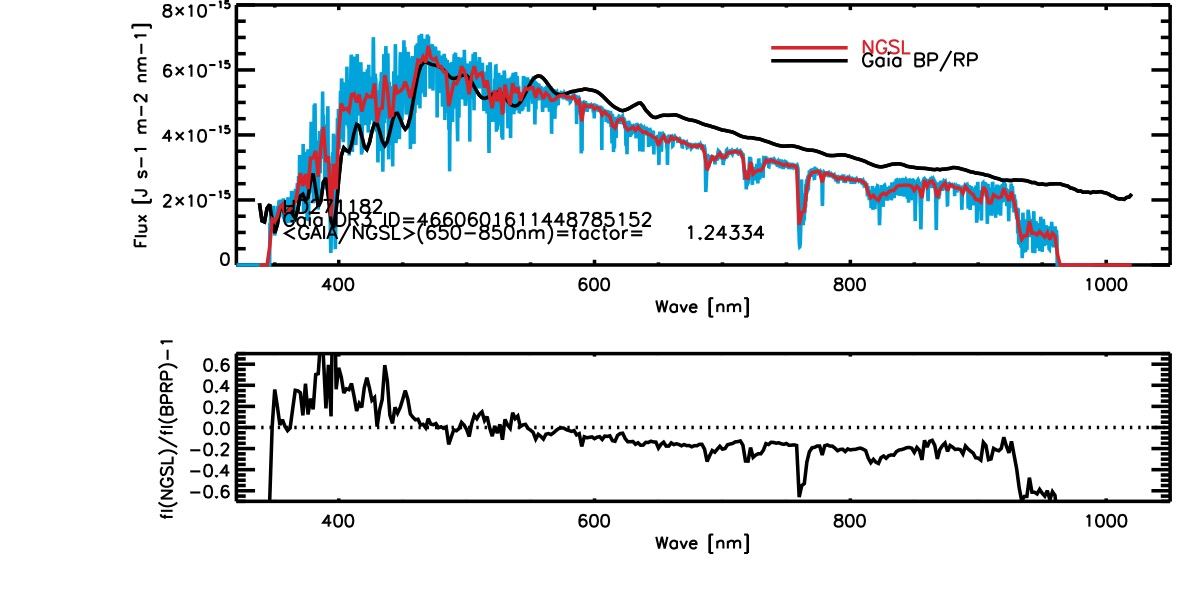 8×10−15
6×10−15
4×10−15
2×10−15
0
Flux [J s−1 m−2 nm−1]
NGSL
Gaia BP/RP
HD271182
Gaia DR3 ID=4660601611448785152
<GAIA/NGSL>(650−850nm)=factor= 1.24334
400 600 800 1000
Wave [nm]
fl(NGSL)/fl(BPRP)−1
0.6
0.4
0.2
0.0
−0.2
−0.4
−0.6
400 600 800 1000
Wave [nm]